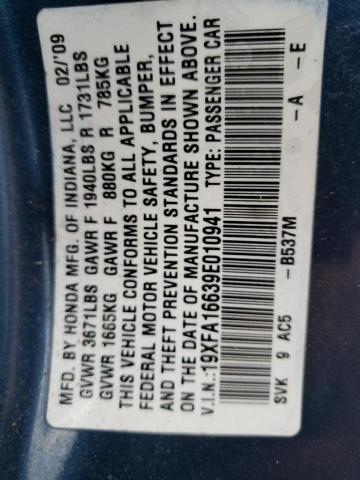 MFD. BY HONDA MFG. OF INDIANA, LLC 02/'09
GVWR 3671LBS GAWR F 1940LBS R 1731LBS
GVWR 1665KG GAWR F 880KG R 785KG
THIS VEHICLE CONFORMS TO ALL APPLICABLE
FEDERAL MOTOR VEHICLE SAFETY, BUMPER,
AND THEFT PREVENTION STANDARDS IN EFFECT
ON THE DATE OF MANUFACTURE SHOWN ABOVE.
V.I.N.:19XFA16639E010941 TYPE: PASSENGER CAR
SVK 9 AC5 -B537M -A -E